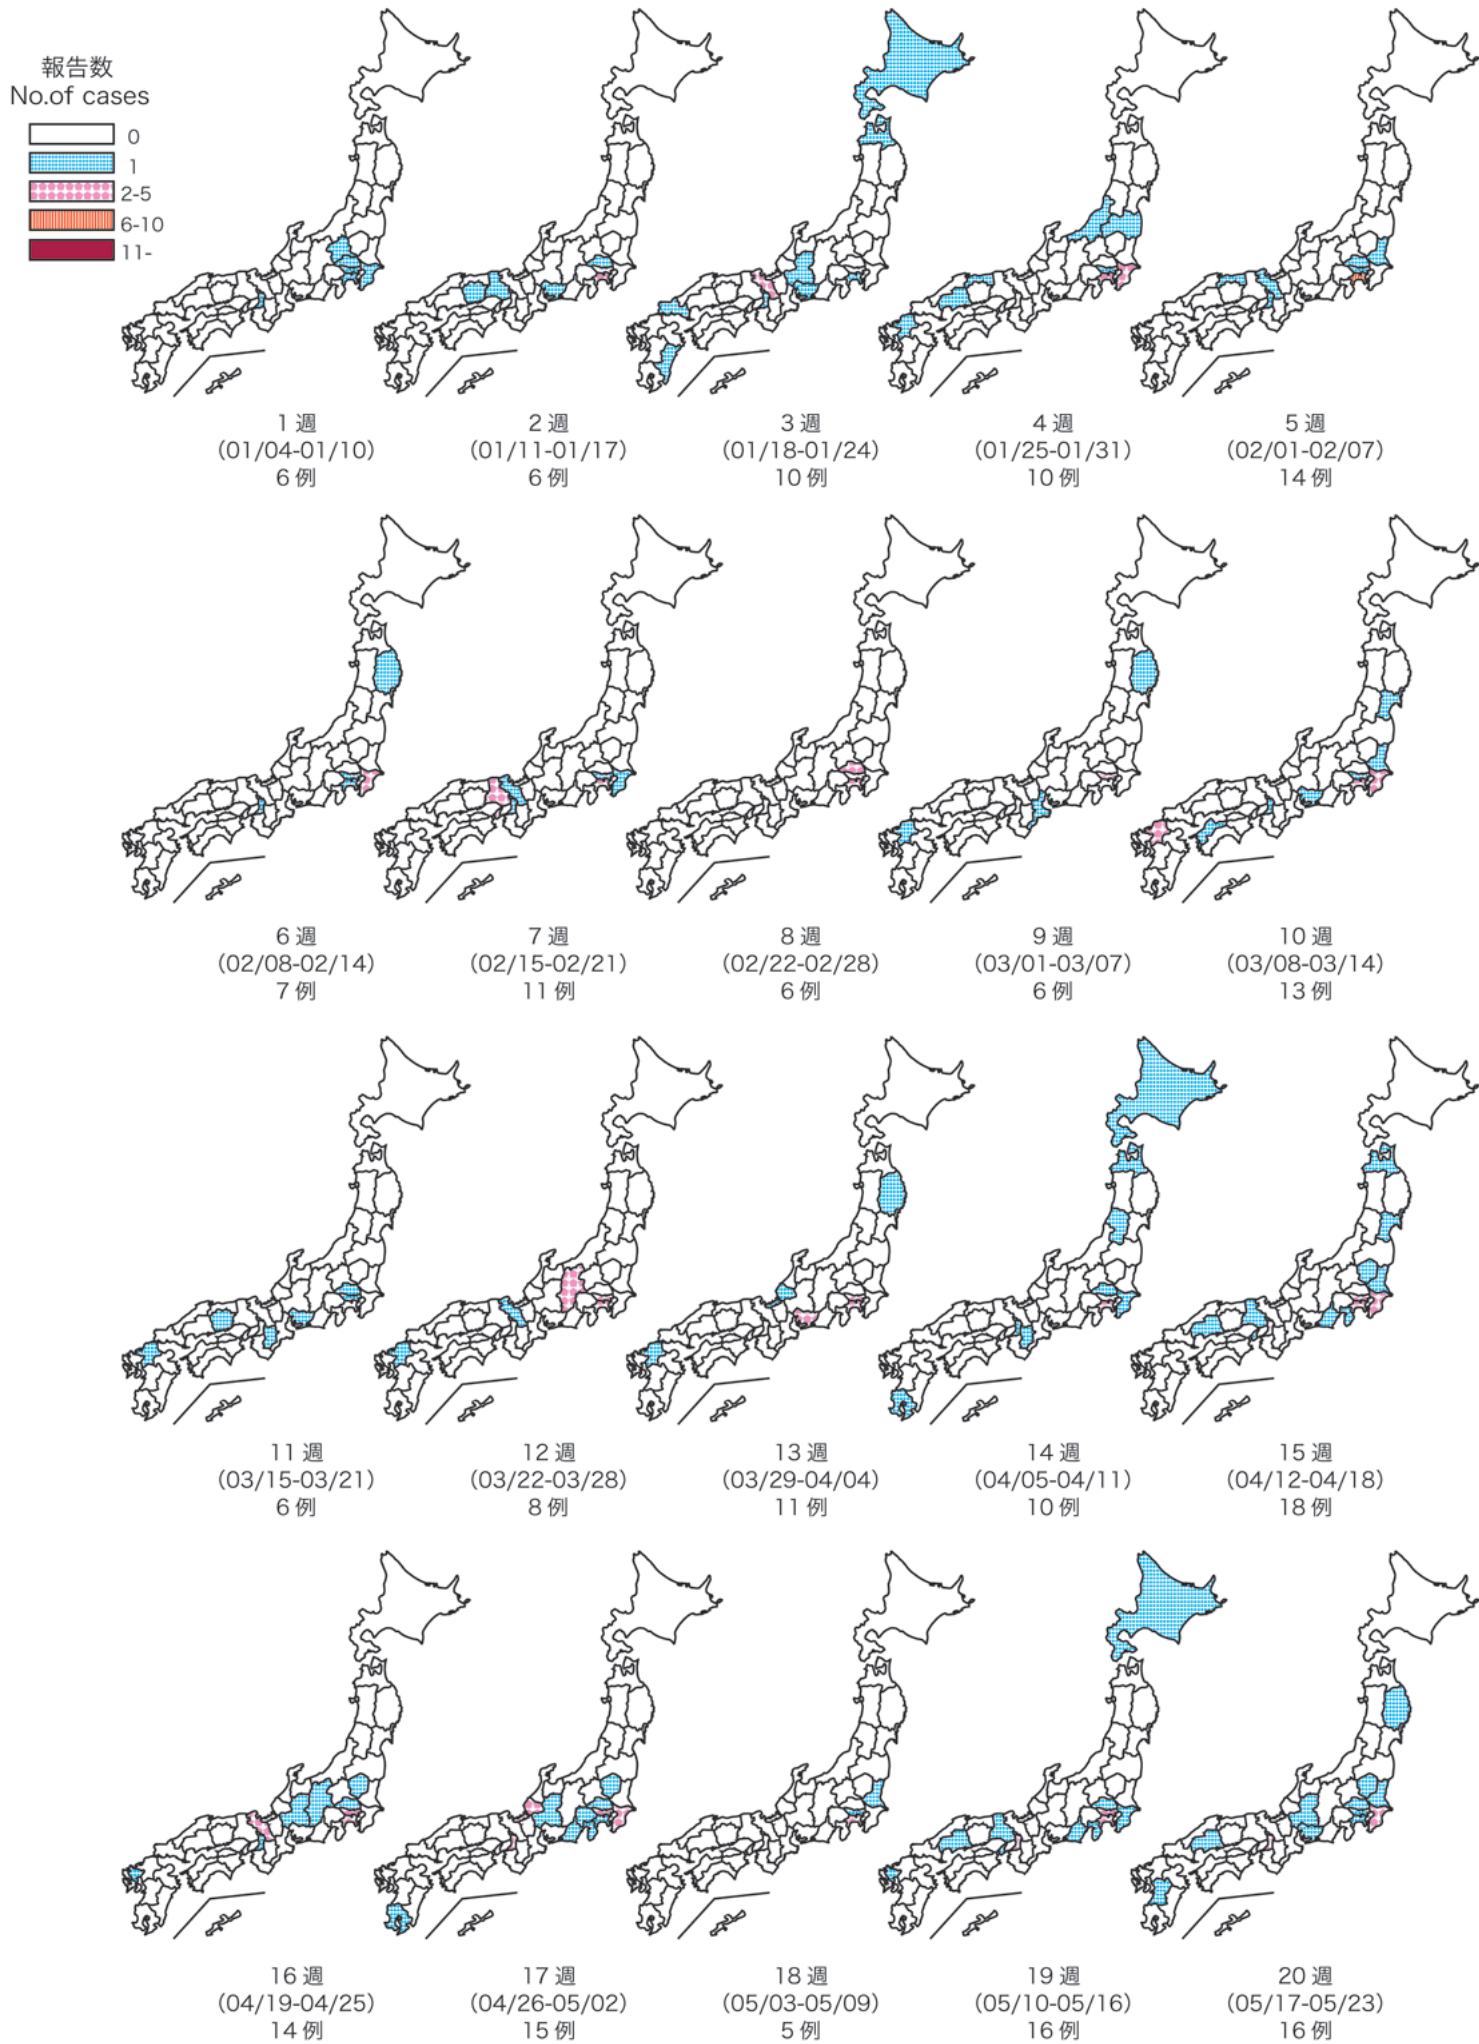 報告数
No.of cases
0
1
2-5
6-10
11-
1週
(01/04-01/10)
6例
2週
(01/11-01/17)
6例
3週
(01/18-01/24)
10例
4週
(01/25-01/31)
10例
5週
(02/01-02/07)
14例
6週
(02/08-02/14)
7例
7週
(02/15-02/21)
11例
8週
(02/22-02/28)
6例
9週
(03/01-03/07)
6例
10週
(03/08-03/14)
13例
11週
(03/15-03/21)
6例
12週
(03/22-03/28)
8例
13週
(03/29-04/04)
11例
14週
(04/05-04/11)
10例
15週
(04/12-04/18)
18例
16週
(04/19-04/25)
14例
17週
(04/26-05/02)
15例
18週
(05/03-05/09)
5例
19週
(05/10-05/16)
16例
20週
(05/17-05/23)
16例